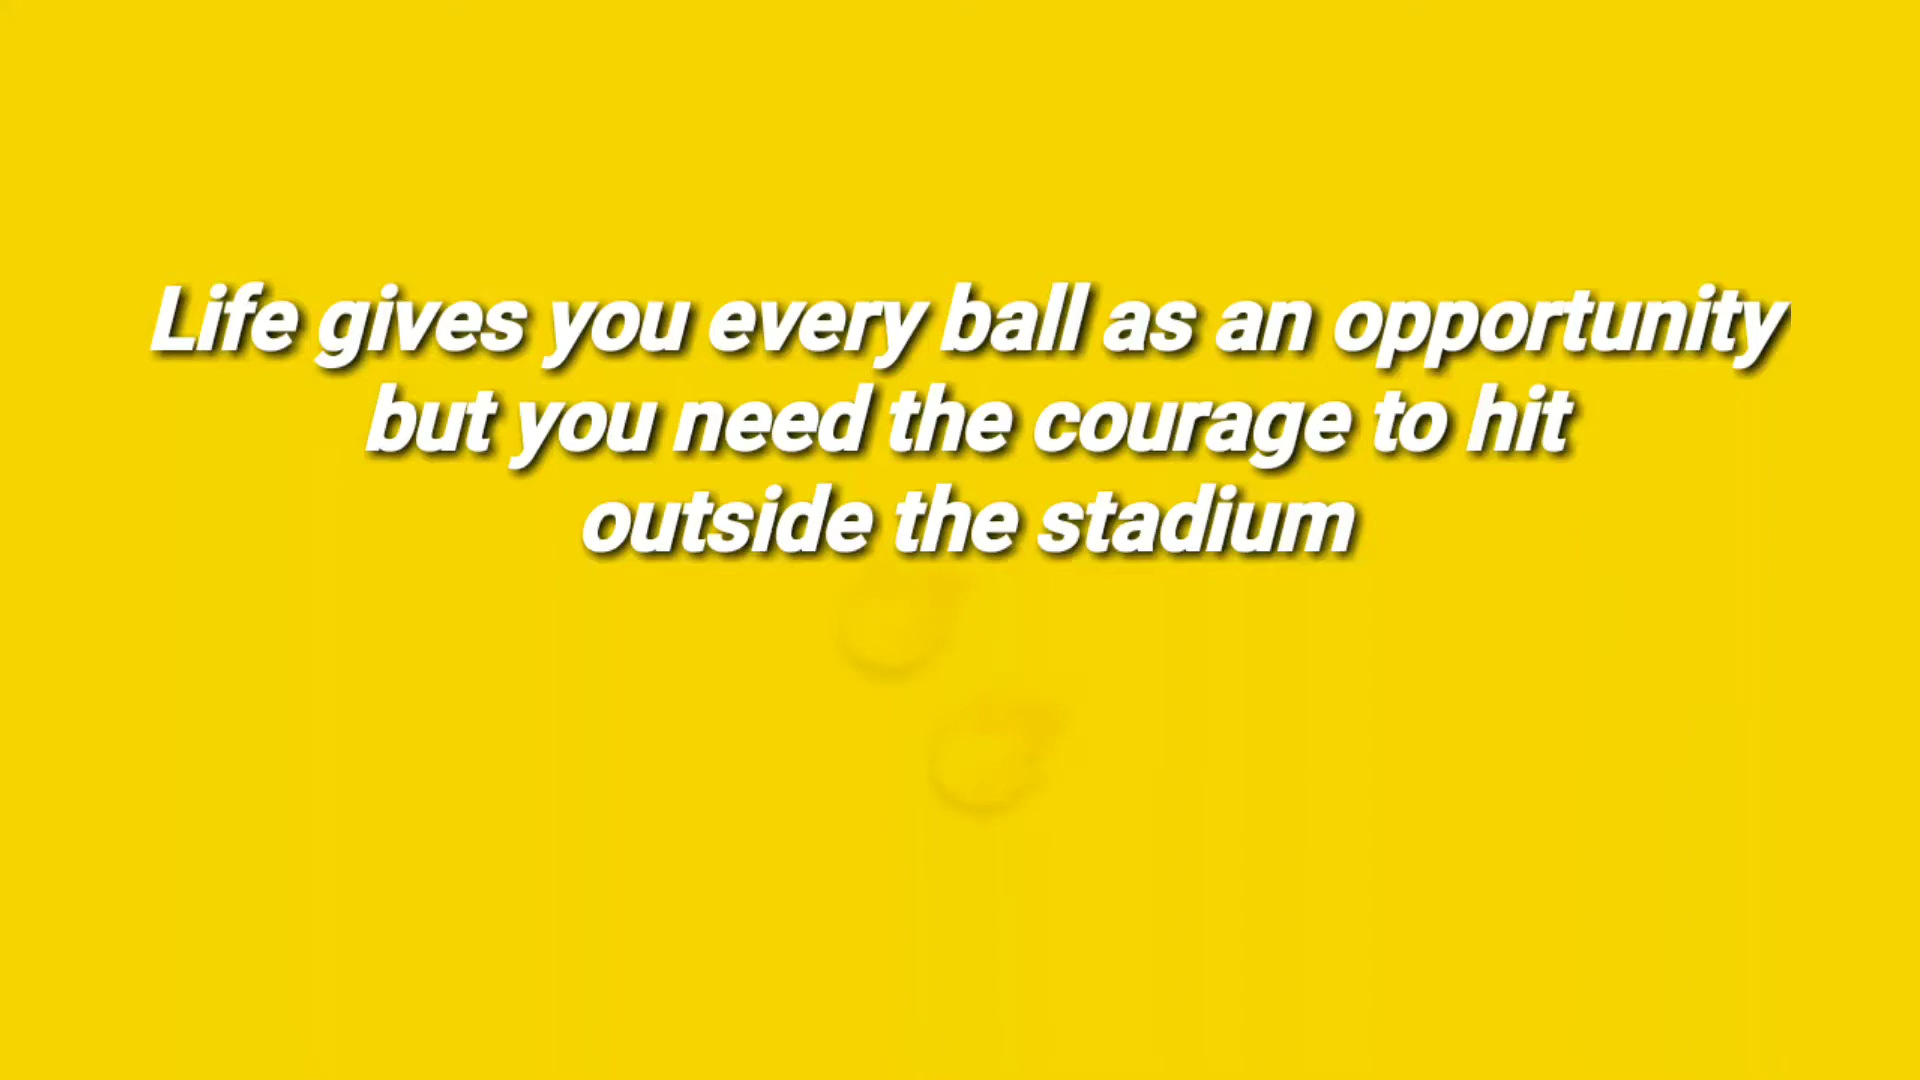 Life gives you every ball as an opportunity
but you need the courage to hit
outside the stadium